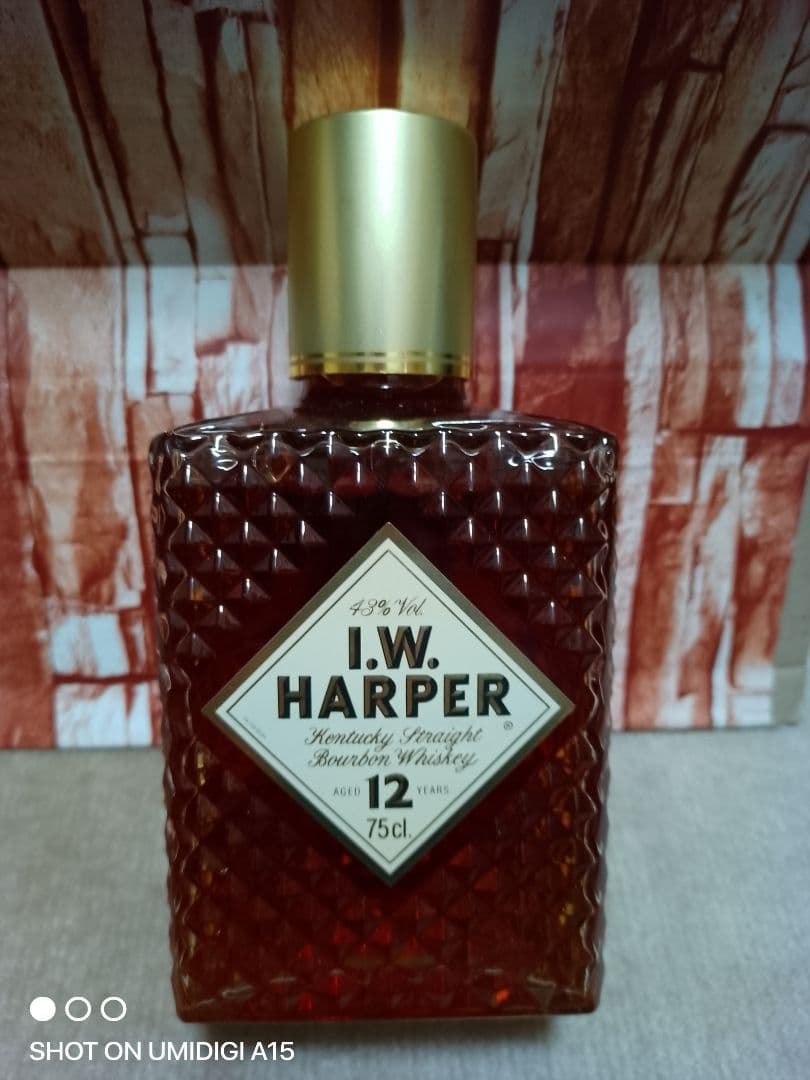 43% Vol.
I.W.
HARPER
®
Kentucky Straight
Bourbon Whiskey
AGED 12 YEARS
75cl.
SHOT ON UMIDIGI A15